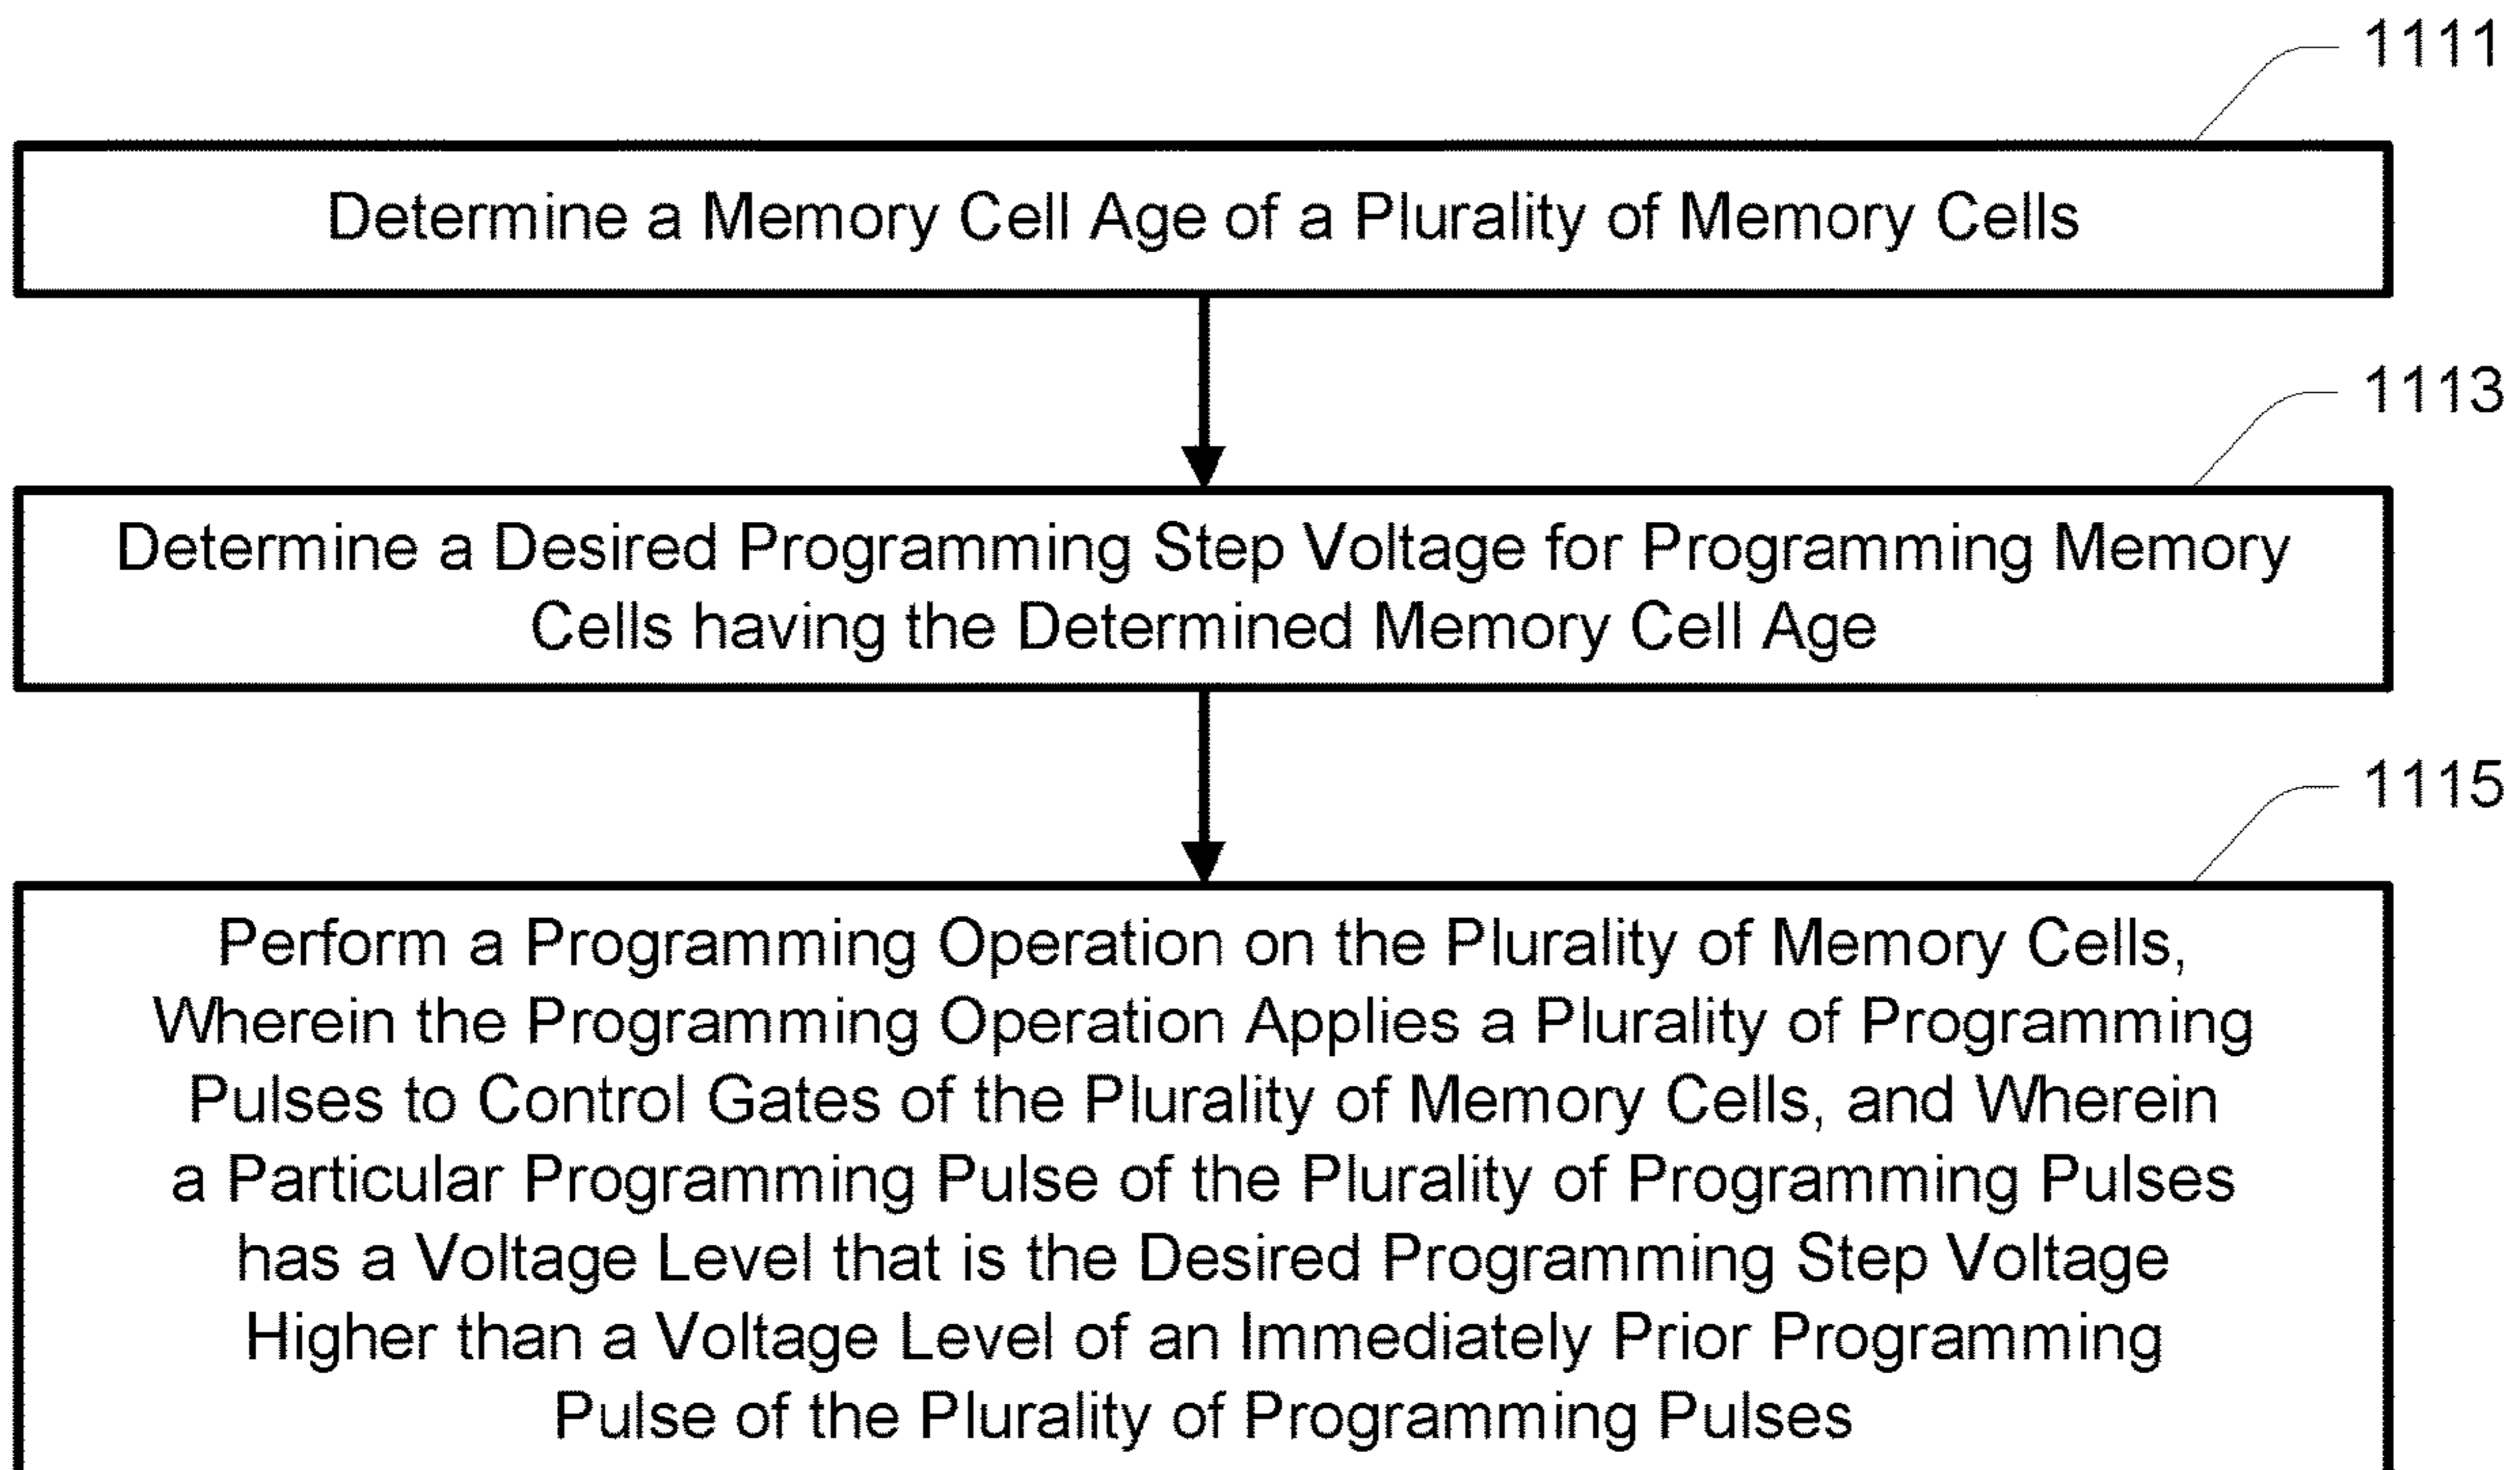 1111
Determine a Memory Cell Age of a Plurality of Memory Cells
1113
Determine a Desired Programming Step Voltage for Programming Memory
Cells having the Determined Memory Cell Age
1115
Perform a Programming Operation on the Plurality of Memory Cells,
Wherein the Programming Operation Applies a Plurality of Programming
Pulses to Control Gates of the Plurality of Memory Cells, and Wherein
a Particular Programming Pulse of the Plurality of Programming Pulses
has a Voltage Level that is the Desired Programming Step Voltage
Higher than a Voltage Level of an Immediately Prior Programming
Pulse of the Plurality of Programming Pulses